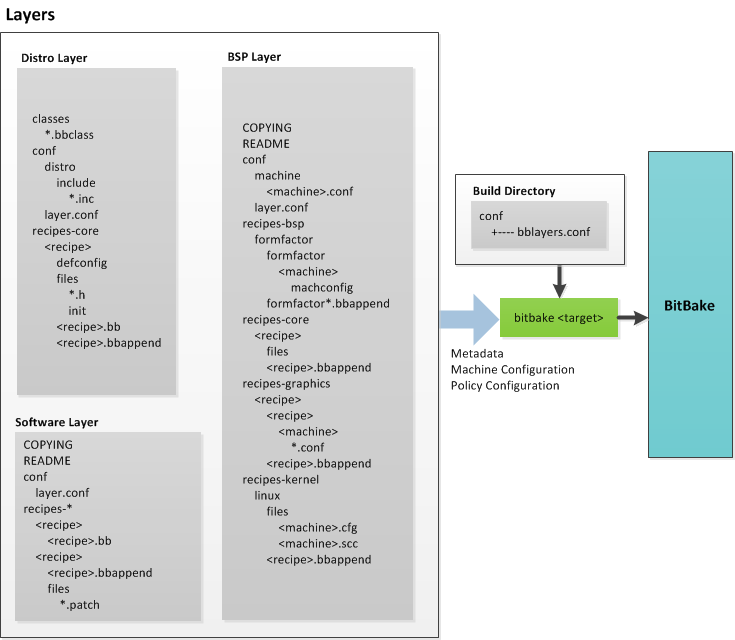 Layers
Distro Layer
classes
*.bbclass
conf
distro
include
*.inc
layer.conf
recipes-core
<recipe>
defconfig
files
*.h
init
<recipe>.bb
<recipe>.bbappend
Software Layer
COPYING
README
conf
layer.conf
recipes-*
<recipe>
<recipe>.bb
<recipe>
<recipe>.bbappend
files
*.patch
BSP Layer
COPYING
README
conf
machine
<machine>.conf
layer.conf
recipes-bsp
formfactor
formfactor
<machine>
machconfig
formfactor*.bbappend
recipes-core
<recipe>
files
<recipe>.bbappend
recipes-graphics
<recipe>
<recipe>
<machine>
*.conf
<recipe>.bbappend
recipes-kernel
linux
files
<machine>.cfg
<machine>.scc
<recipe>.bbappend
Metadata
Machine Configuration
Policy Configuration
Build Directory
conf
+---- bblayers.conf
bitbake <target>
BitBake